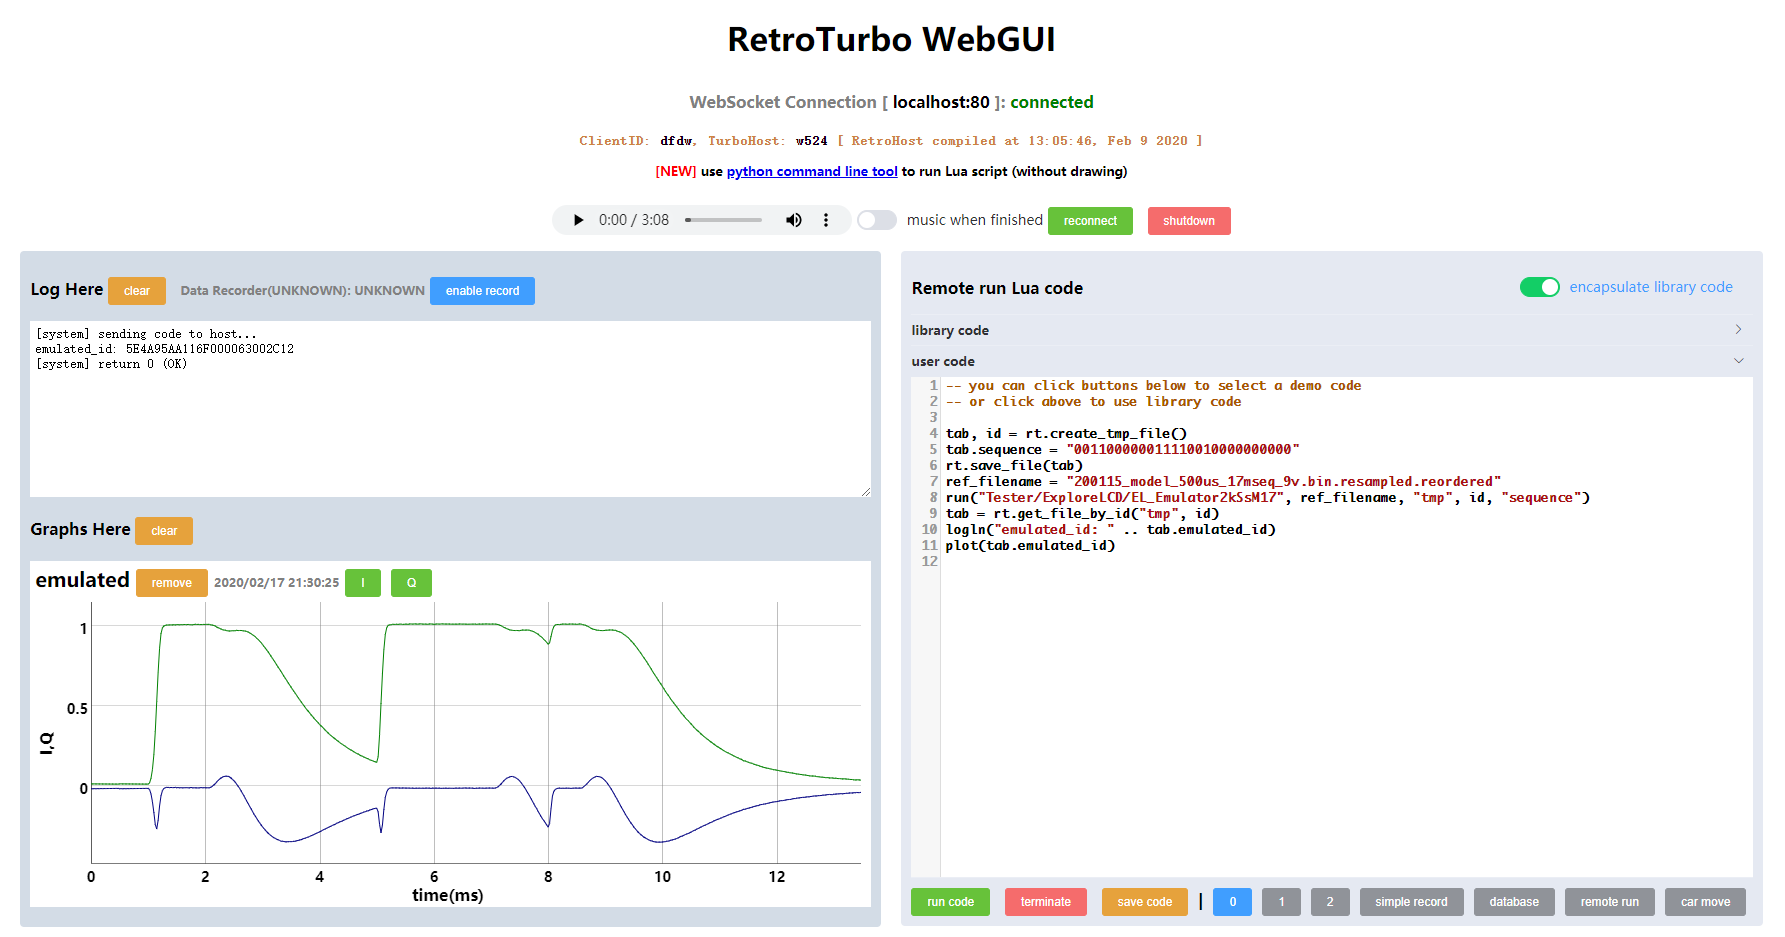 RetroTurbo WebGUI
WebSocket Connection [ localhost:80 ]: connected
ClientID: dfdw, TurboHost: w524 [ RetroHost compiled at 13:05:46, Feb 9 2020 ]
[NEW] use python command line tool to run Lua script (without drawing)
0:00 / 3:08 music when finished reconnect shutdown
Log Here clear Data Recorder(UNKNOWN): UNKNOWN enable record
[system] sending code to host...
emulated_id: 5E4A95AA116F000063002C12
[system] return 0 (OK)
Graphs Here clear
emulated remove 2020/02/17 21:30:25 I Q
1
0.5
0
I,Q
0 2 4 6 8 10 12
time(ms)
Remote run Lua code encapsulate library code
library code
user code
1 -- you can click buttons below to select a demo code
2 -- or click above to use library code
3
4 tab, id = rt.create_tmp_file()
5 tab.sequence = "001100000011110010000000000"
6 rt.save_file(tab)
7 ref_filename = "200115_model_500us_17mseq_9v.bin.resampled.reordered"
8 run("Tester/ExploreLCD/EL_Emulator2kSsM17", ref_filename, "tmp", id, "sequence")
9 tab = rt.get_file_by_id("tmp", id)
10 logln("emulated_id: " .. tab.emulated_id)
11 plot(tab.emulated_id)
12
run code terminate save code | 0 1 2 simple record database remote run car move